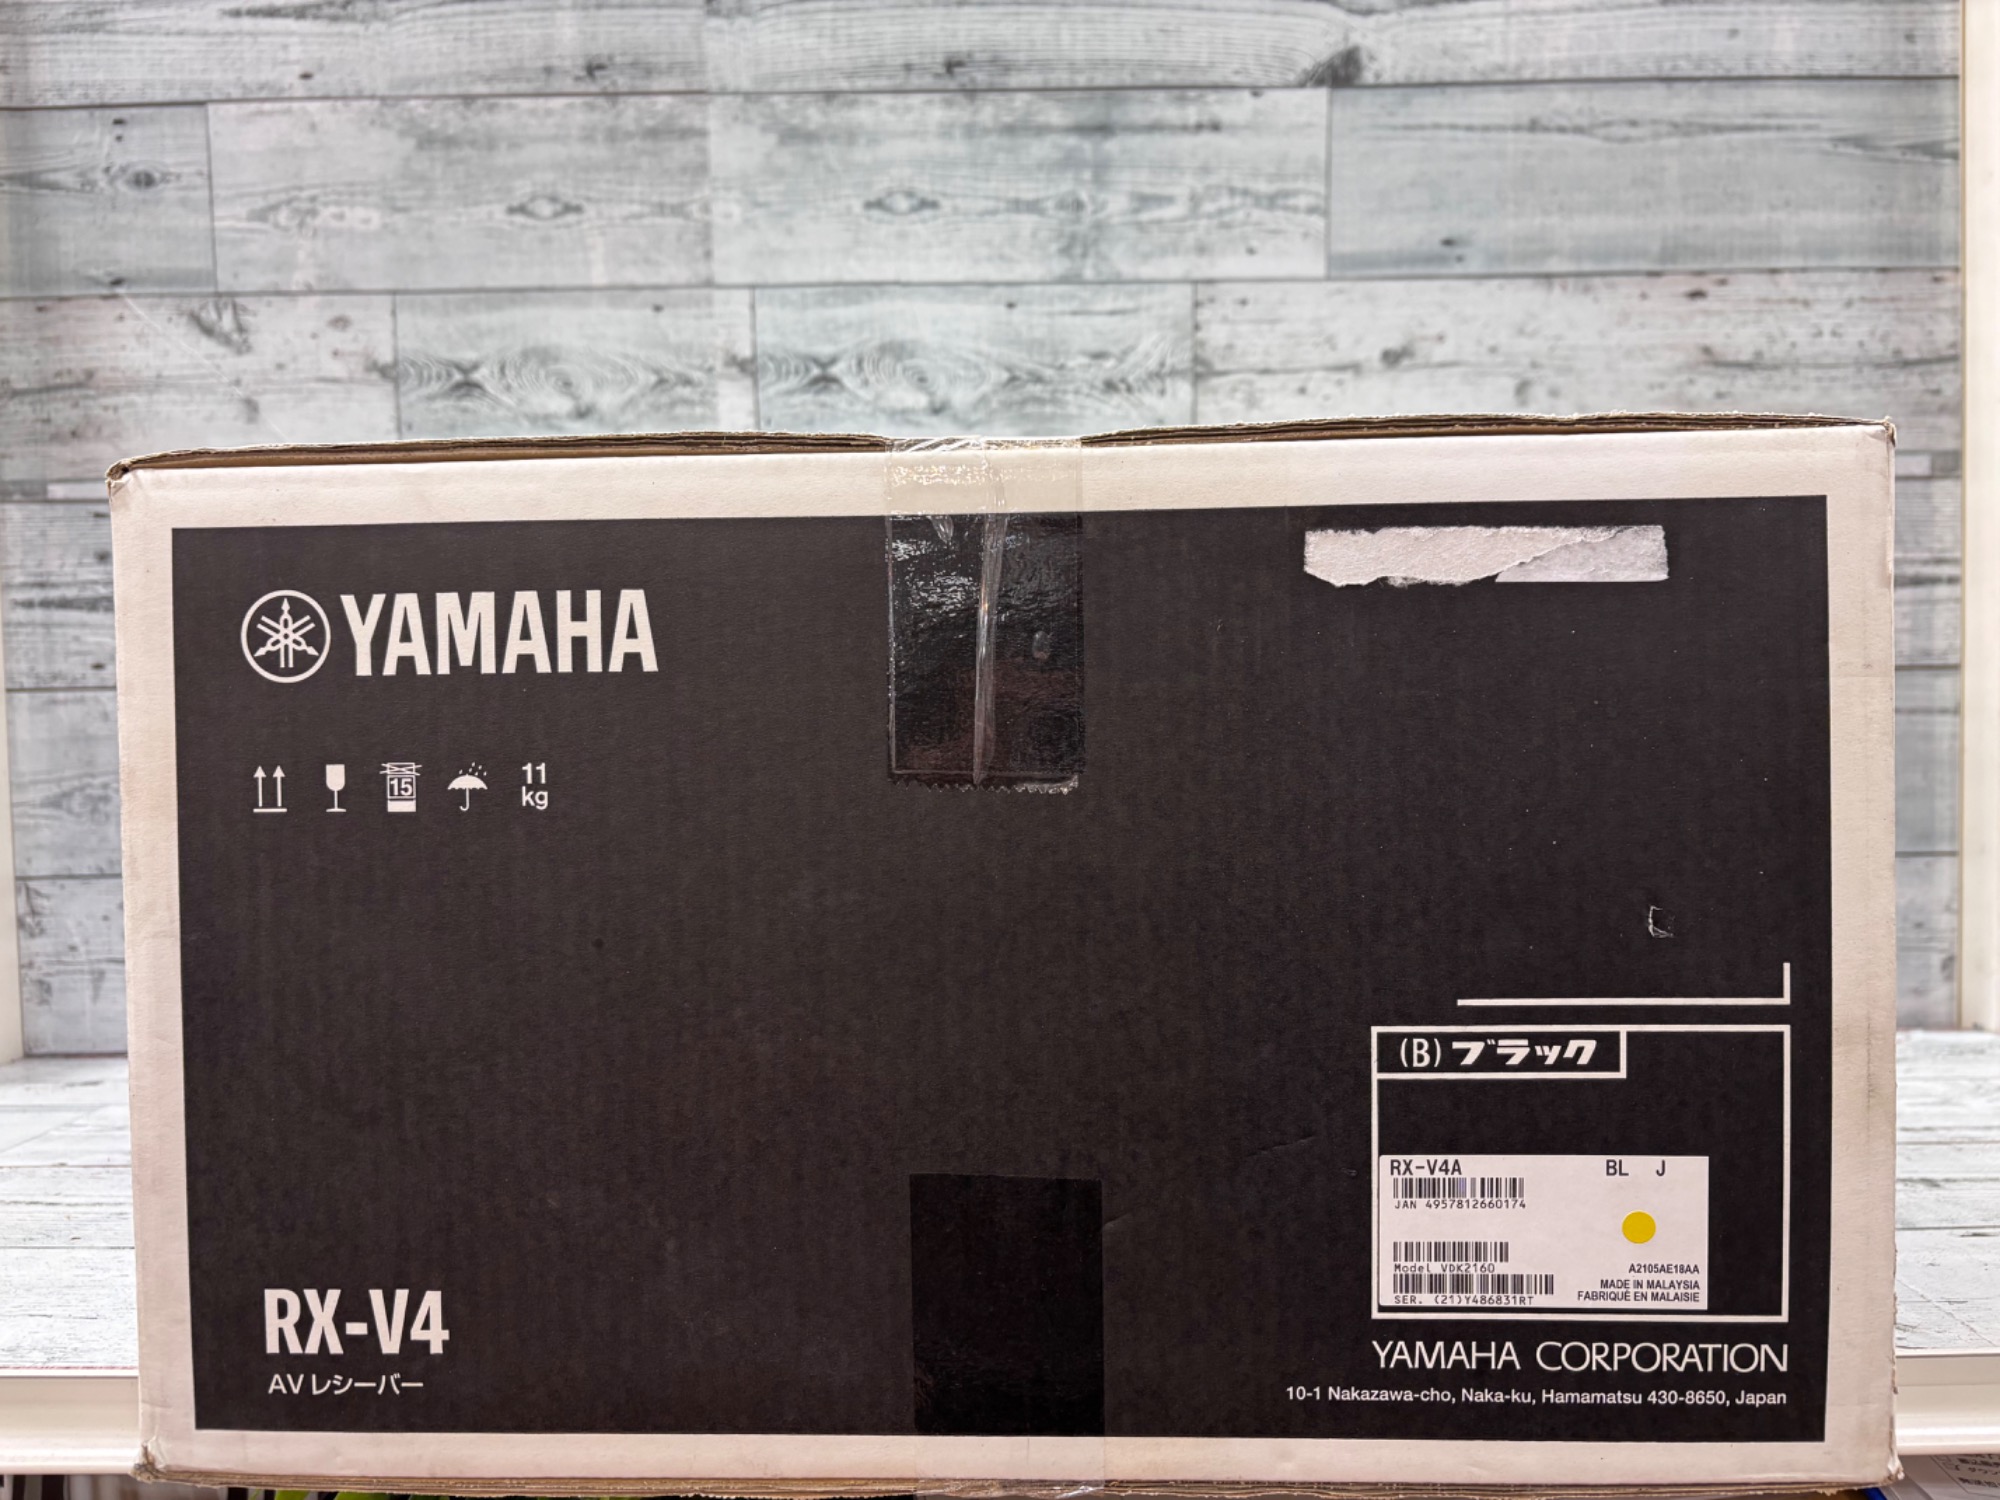 YAMAHA
15
11
kg
(B) ブラック
RX-V4A BL J
JAN 4957812660174
Model VDK2160
A2105AE18AA
MADE IN MALAYSIA
SER. (21)Y486831RT
FABRIQUÉ EN MALAISIE
RX-V4
AVレシーバー
YAMAHA CORPORATION
10-1 Nakazawa-cho, Naka-ku, Hamamatsu 430-8650, Japan